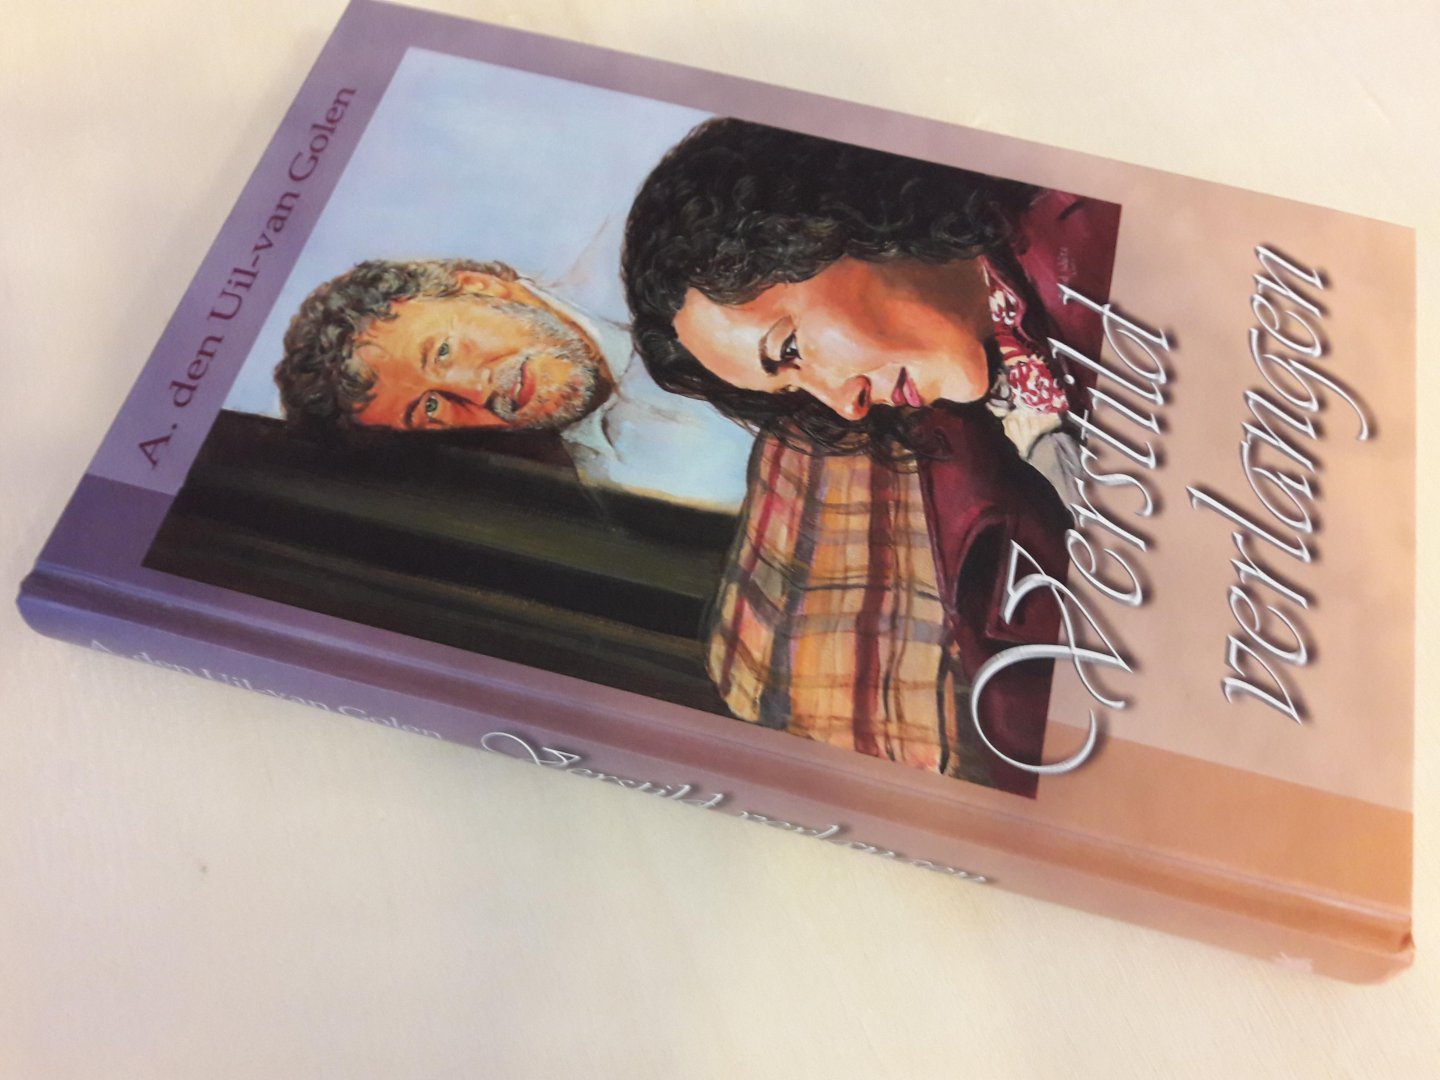 A. den Uil-van Golen
Verstild
verlangen
A. den Uil-van Golen
Verstild verlangen